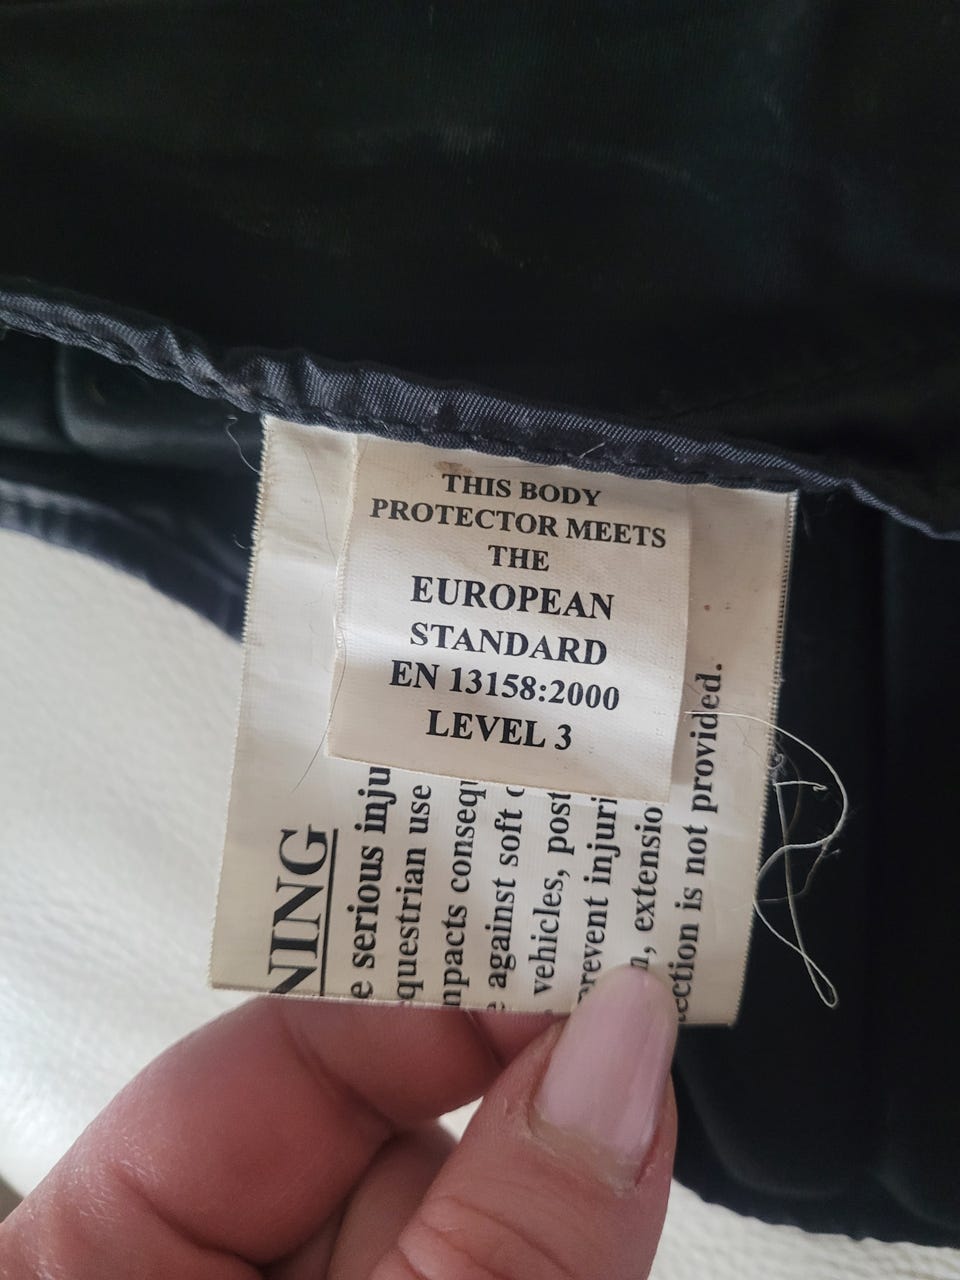 THIS BODY
PROTECTOR MEETS
THE
EUROPEAN
STANDARD
EN 13158:2000
LEVEL 3
NING
e serious inju
questrian use
mpacts consequ
against soft
vehicles, post
prevent injuri
n, extensio
ection is not provided.